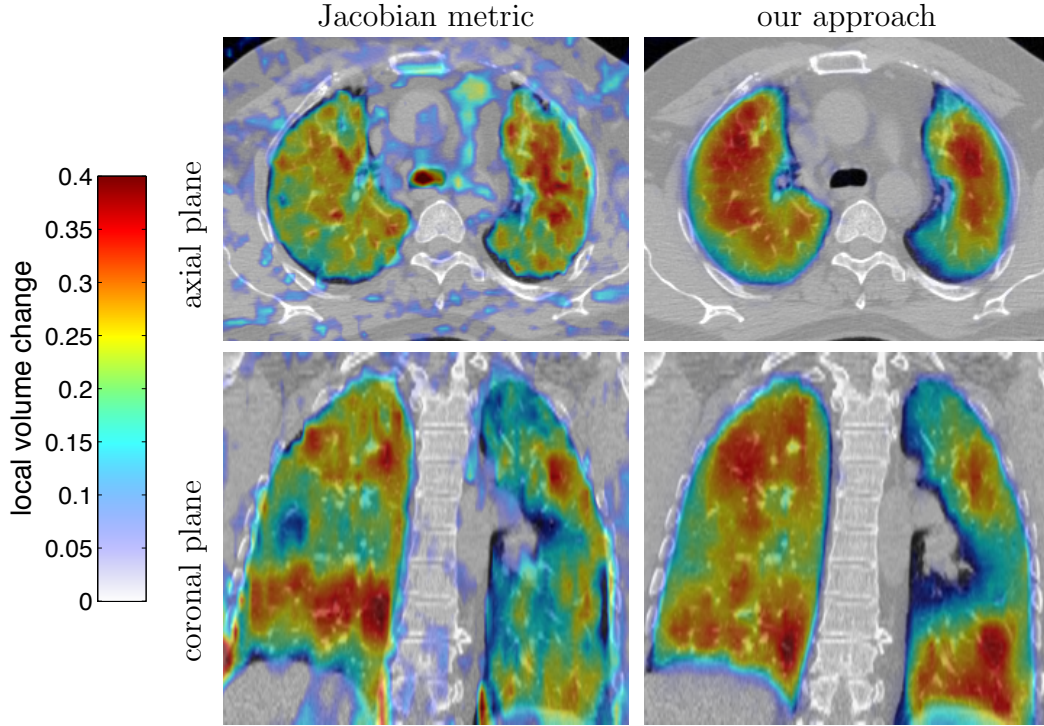 Jacobian metric
our approach
axial plane
coronal plane
local volume change
0.4
0.35
0.3
0.25
0.2
0.15
0.1
0.05
0